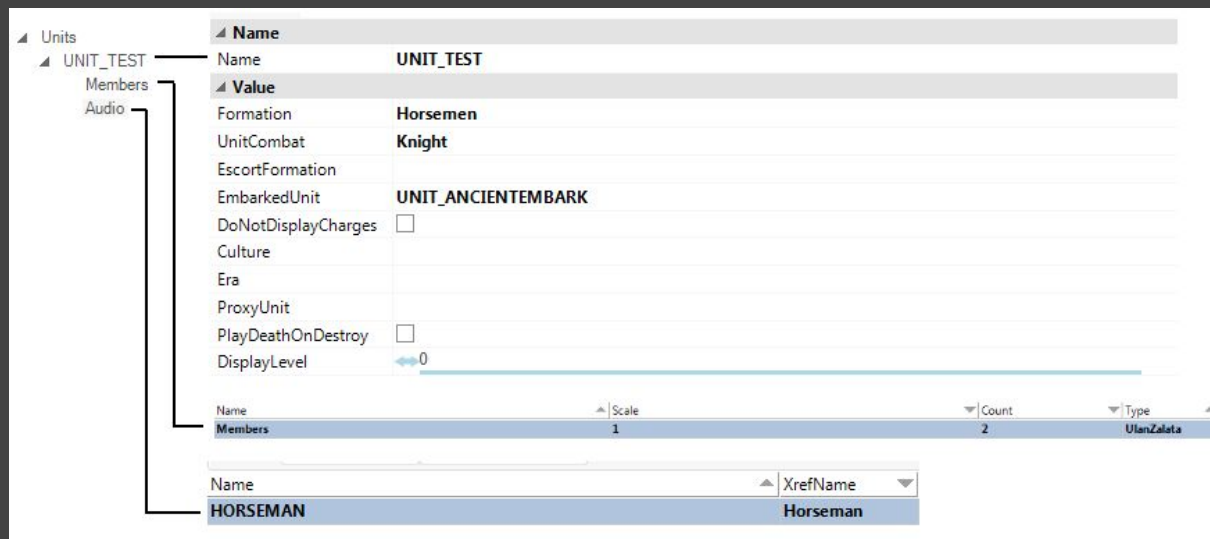 Units
UNIT_TEST
Members
Audio
Name
Name UNIT_TEST
Value
Formation Horsemen
UnitCombat Knight
EscortFormation
EmbarkedUnit UNIT_ANCIENTEMBARK
DoNotDisplayCharges
Culture
Era
ProxyUnit
PlayDeathOnDestroy
DisplayLevel 0
Name Scale Count Type
Members 1 2 UlanZalata
Name XrefName
HORSEMAN Horseman